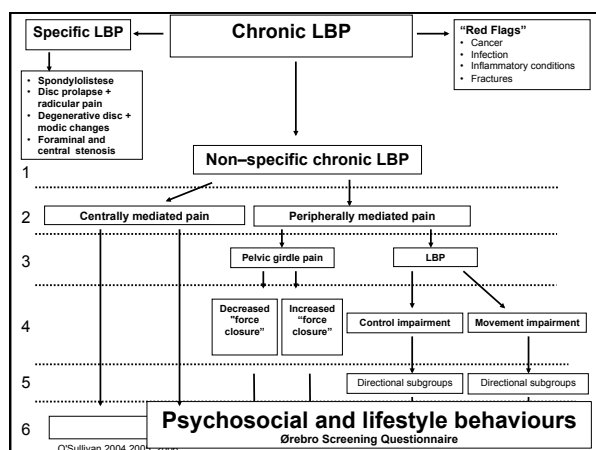 Specific LBP
Chronic LBP
“Red Flags”
• Cancer
• Infection
• Inflammatory conditions
• Fractures
• Spondylolistese
• Disc prolapse +
radicular pain
• Degenerative disc +
modic changes
• Foraminal and
central stenosis
Non–specific chronic LBP
1
2
Centrally mediated pain
Peripherally mediated pain
3
Pelvic girdle pain
LBP
4
Decreased
"force
closure”
Increased
“force
closure”
Control impairment
Movement impairment
5
Directional subgroups
Directional subgroups
6
Psychosocial and lifestyle behaviours
Ørebro Screening Questionnaire
O'Sullivan 2004